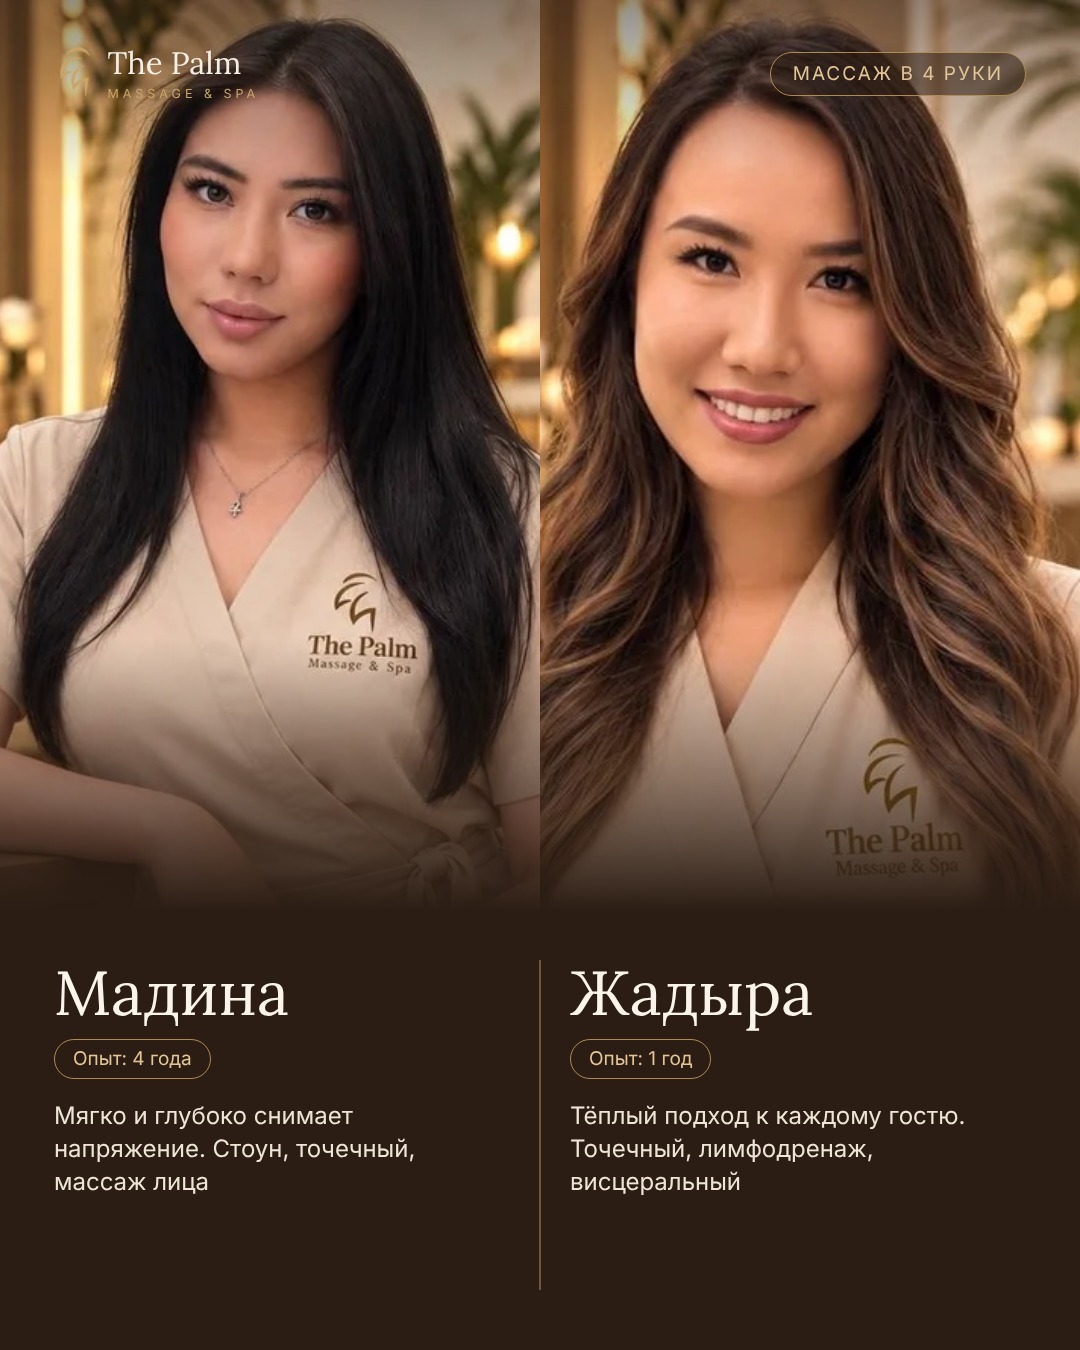 The Palm
MASSAGE & SPA
МАССАЖ В 4 РУКИ
The Palm
Massage & Spa
The Palm
Massage & Spa
Мадина
Опыт: 4 года
Мягко и глубоко снимает
напряжение. Стоун, точечный,
массаж лица
Жадыра
Опыт: 1 год
Тёплый подход к каждому гостю.
Точечный, лимфодренаж,
висцеральный